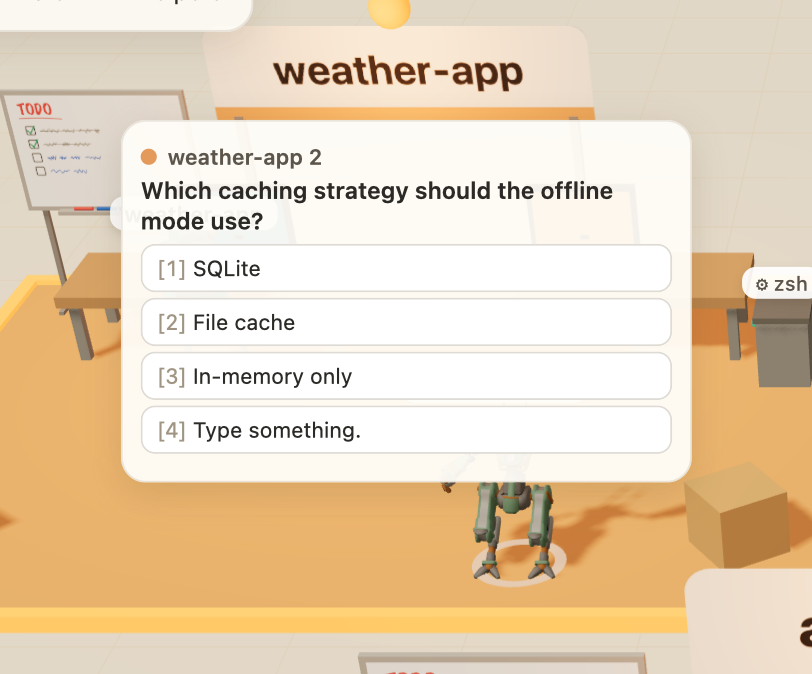 weather-app
TODO
weather-app 2
Which caching strategy should the offline
mode use?
[1] SQLite
[2] File cache
[3] In-memory only
[4] Type something.
zsh